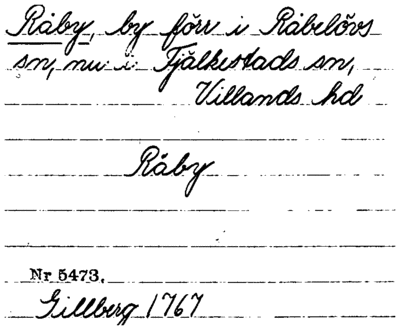 Råby, by förr i Råbelövs
sn, nu i Fjälkestads sn,
Villands hd
Råby
Nr 5473.
Gillberg 1767